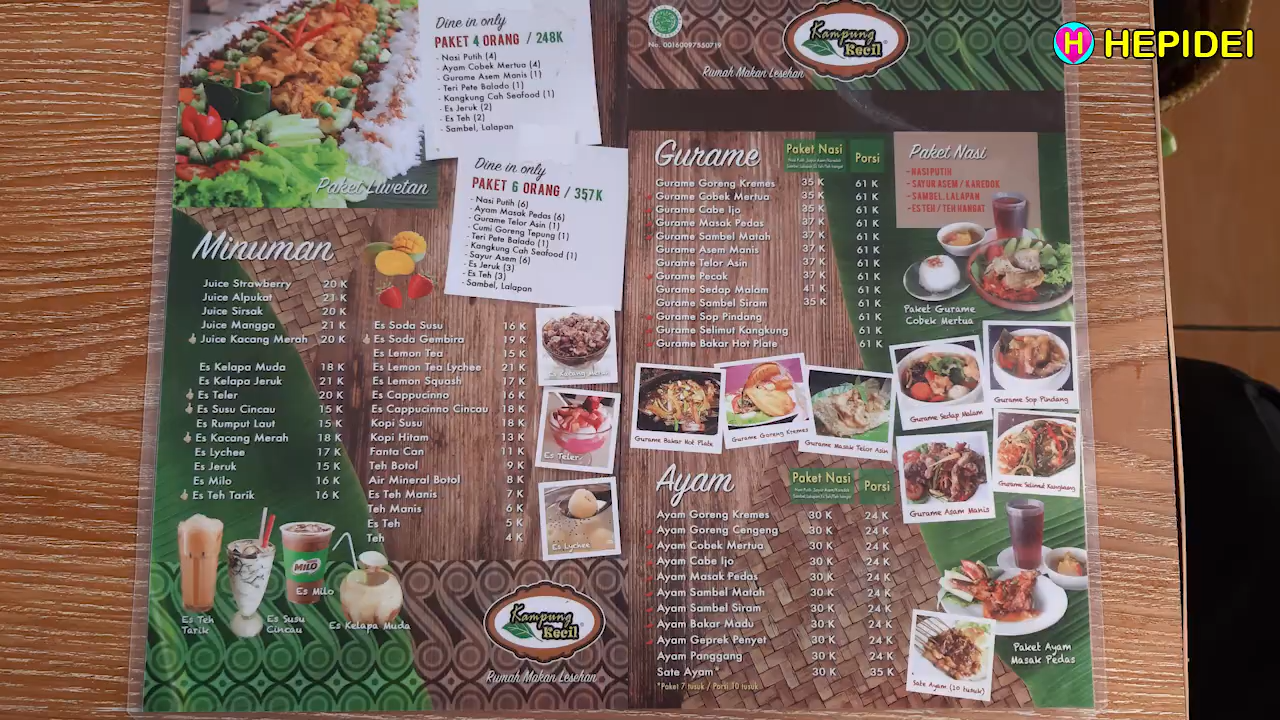 HEPIDEI
Paket Liwetan
Dine in only
PAKET 4 ORANG / 248K
- Nasi Putih (4)
- Ayam Cobek Mertua (4)
- Gurame Asem Manis (1)
- Teri Pete Balado (1)
- Kangkung Cah Seafood (1)
- Es Jeruk (2)
- Es Teh (2)
- Sambel, Lalapan
Dine in only
PAKET 6 ORANG / 357K
- Nasi Putih (6)
- Ayam Masak Pedas (6)
- Gurame Telor Asin (1)
- Cumi Goreng Tepung (1)
- Teri Pete Balado (1)
- Kangkung Cah Seafood (1)
- Sayur Asem (6)
- Es Jeruk (3)
- Es Teh (3)
- Sambel, Lalapan
Minuman
Juice Strawberry 20 K
Juice Alpukat 21 K
Juice Sirsak 20 K
Juice Mangga 21 K
Juice Kacang Merah 20 K
Es Kelapa Muda 18 K
Es Kelapa Jeruk 21 K
Es Teler 20 K
Es Susu Cincau 15 K
Es Rumput Laut 15 K
Es Kacang Merah 18 K
Es Lychee 17 K
Es Jeruk 15 K
Es Milo 16 K
Es Teh Tarik 16 K
Es Soda Susu 16 K
Es Soda Gembira 19 K
Es Lemon Tea 15 K
Es Lemon Tea Lychee 21 K
Es Lemon Squash 17 K
Es Cappucinno 16 K
Es Cappucinno Cincau 18 K
Kopi Susu 18 K
Kopi Hitam 13 K
Fanta Can 11 K
Teh Botol 9 K
Air Mineral Botol 8 K
Es Teh Manis 7 K
Teh Manis 6 K
Es Teh 5 K
Teh 4 K
Es Kacang Merah
Es Teler
Es Lychee
Es Teh
Tarik
Es Susu
Cincau
MILO
Es Milo
Es Kelapa Muda
Kampung
Kecil
Rumah Makan Lesehan
No. 00160097550719
Kampung
Kecil
Rumah Makan Lesehan
Gurame
Paket Nasi
Porsi
Gurame Goreng Kremes 35 K 61 K
Gurame Cobek Mertua 35 K 61 K
Gurame Cabe Ijo 35 K 61 K
Gurame Masak Pedas 37 K 61 K
Gurame Sambel Matah 37 K 61 K
Gurame Asem Manis 37 K 61 K
Gurame Telor Asin 37 K 61 K
Gurame Pecak 37 K 61 K
Gurame Sedap Malam 41 K 61 K
Gurame Sambel Siram 35 K 61 K
Gurame Sop Pindang 61 K
Gurame Selimut Kangkung 61 K
Gurame Bakar Hot Plate 61 K
Paket Nasi
- NASI PUTIH
- SAYUR ASEM / KAREDOK
- SAMBEL, LALAPAN
- ES TEH / TEH HANGAT
Paket Gurame
Cobek Mertua
Gurame Bakar Hot Plate
Gurame Goreng Kremes
Gurame Masak Telor Asin
Gurame Sedap Malam
Gurame Sop Pindang
Gurame Asam Manis
Gurame Selimut Kangkung
Ayam
Paket Nasi
Porsi
Ayam Goreng Kremes 30 K 24 K
Ayam Goreng Cengeng 30 K 24 K
Ayam Cobek Mertua 30 K 24 K
Ayam Cabe Ijo 30 K 24 K
Ayam Masak Pedas 30 K 24 K
Ayam Sambel Matah 30 K 24 K
Ayam Sambel Siram 30 K 24 K
Ayam Bakar Madu 30 K 24 K
Ayam Geprek Penyet 30 K 24 K
Ayam Panggang 30 K 24 K
Sate Ayam* 30 K 35 K
*Paket 7 tusuk / Porsi 10 tusuk
Sate Ayam (10 tusuk)
Paket Ayam
Masak Pedas